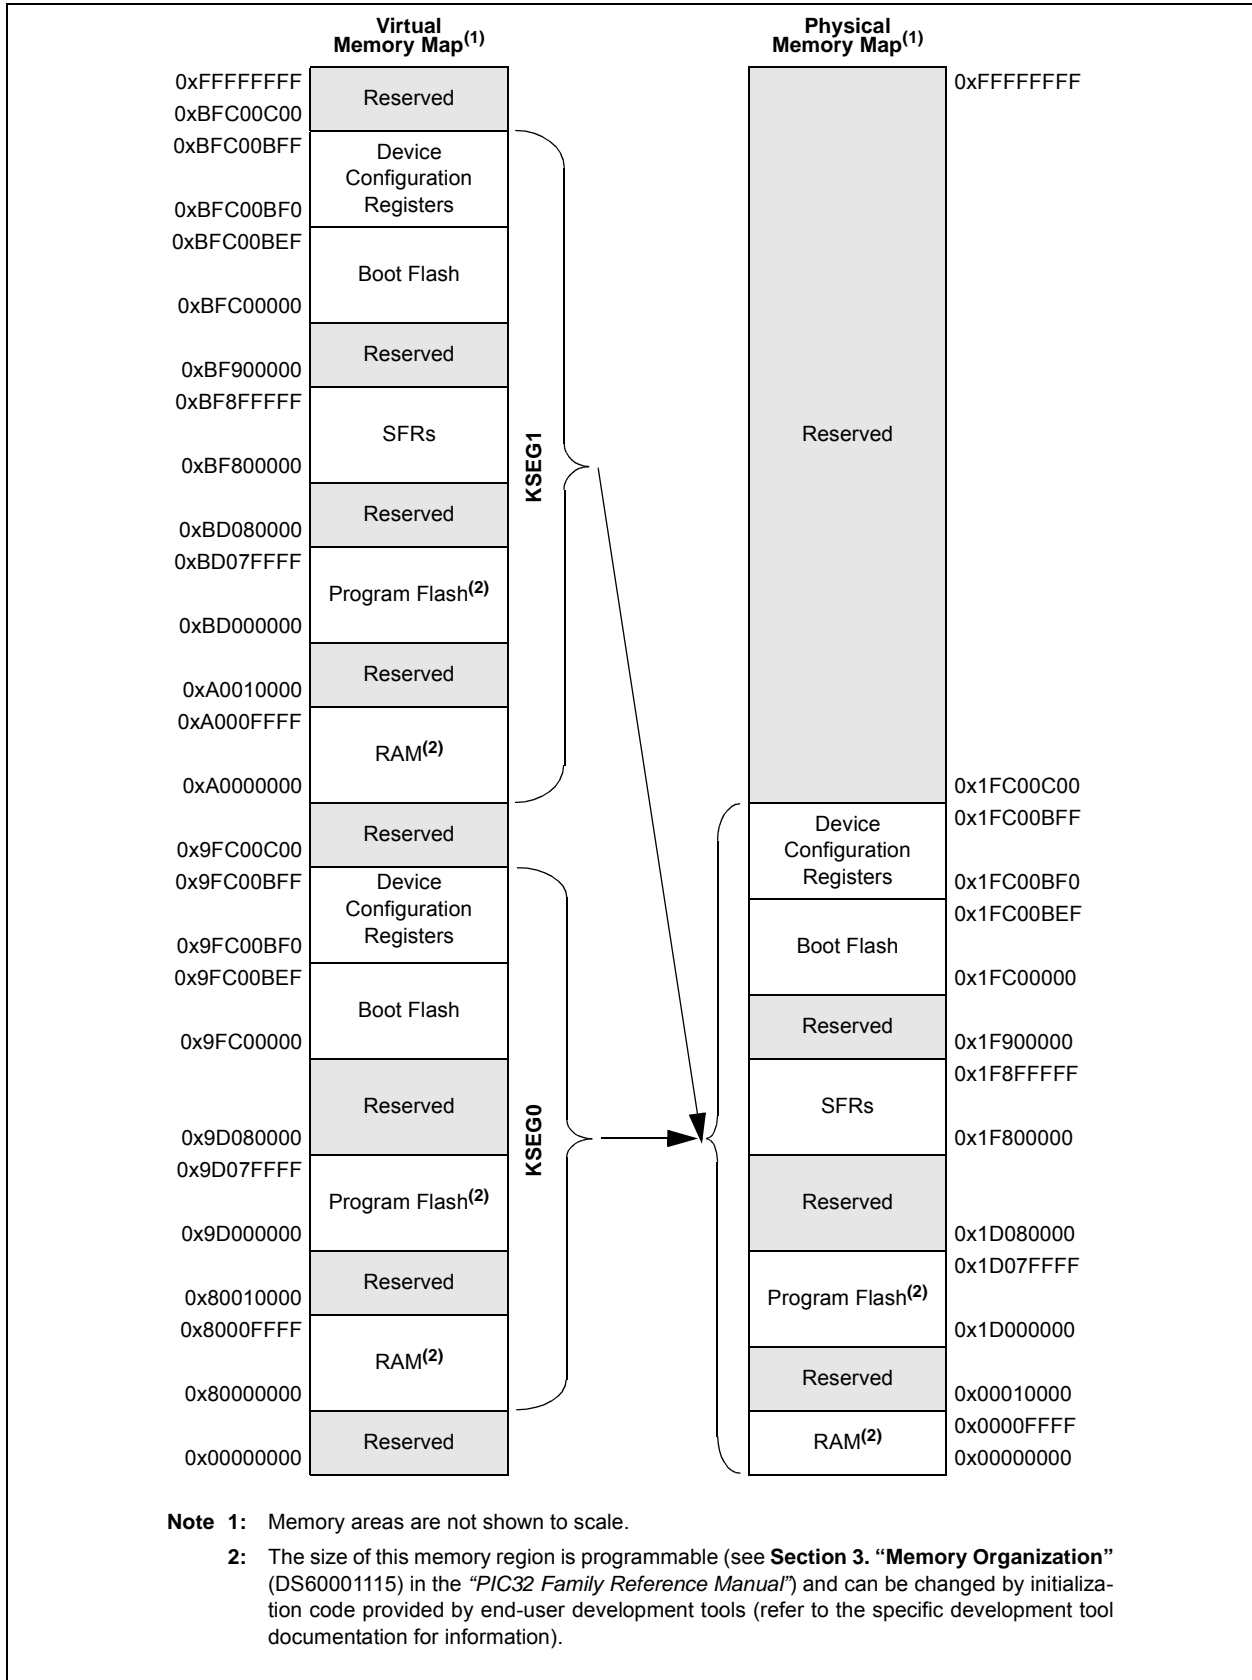 Virtual
Memory Map(1)
0xFFFFFFFF
Reserved
0xBFC00C00
0xBFC00BFF
Device
Configuration
Registers
0xBFC00BF0
0xBFC00BEF
Boot Flash
0xBFC00000
Reserved
0xBF900000
0xBF8FFFFF
SFRs
0xBF800000
Reserved
0xBD080000
0xBD07FFFF
Program Flash(2)
0xBD000000
Reserved
0xA0010000
0xA000FFFF
RAM(2)
0xA0000000
Reserved
0x9FC00C00
0x9FC00BFF
Device
Configuration
Registers
0x9FC00BF0
0x9FC00BEF
Boot Flash
0x9FC00000
Reserved
0x9D080000
0x9D07FFFF
Program Flash(2)
0x9D000000
Reserved
0x80010000
0x8000FFFF
RAM(2)
0x80000000
Reserved
0x00000000
KSEG1
KSEG0
Physical
Memory Map(1)
0xFFFFFFFF
Reserved
0x1FC00C00
0x1FC00BFF
Device
Configuration
Registers
0x1FC00BF0
0x1FC00BEF
Boot Flash
0x1FC00000
Reserved
0x1F900000
0x1F8FFFFF
SFRs
0x1F800000
Reserved
0x1D080000
0x1D07FFFF
Program Flash(2)
0x1D000000
Reserved
0x00010000
0x0000FFFF
RAM(2)
0x00000000
Note 1: Memory areas are not shown to scale.
2: The size of this memory region is programmable (see Section 3. “Memory Organization”
(DS60001115) in the “PIC32 Family Reference Manual”) and can be changed by initializa-
tion code provided by end-user development tools (refer to the specific development tool
documentation for information).